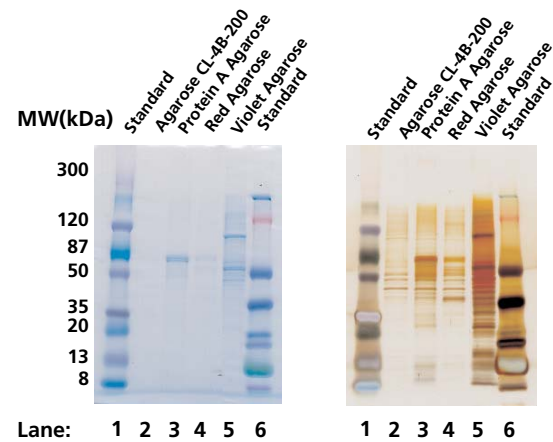 Standard
Agarose CL-4B-200
Protein A Agarose
Red Agarose
Violet Agarose
Standard
Standard
Agarose CL-4B-200
Protein A Agarose
Red Agarose
Violet Agarose
Standard
MW(kDa)
300
120
87
50
35
20
13
8
Lane: 1 2 3 4 5 6 1 2 3 4 5 6